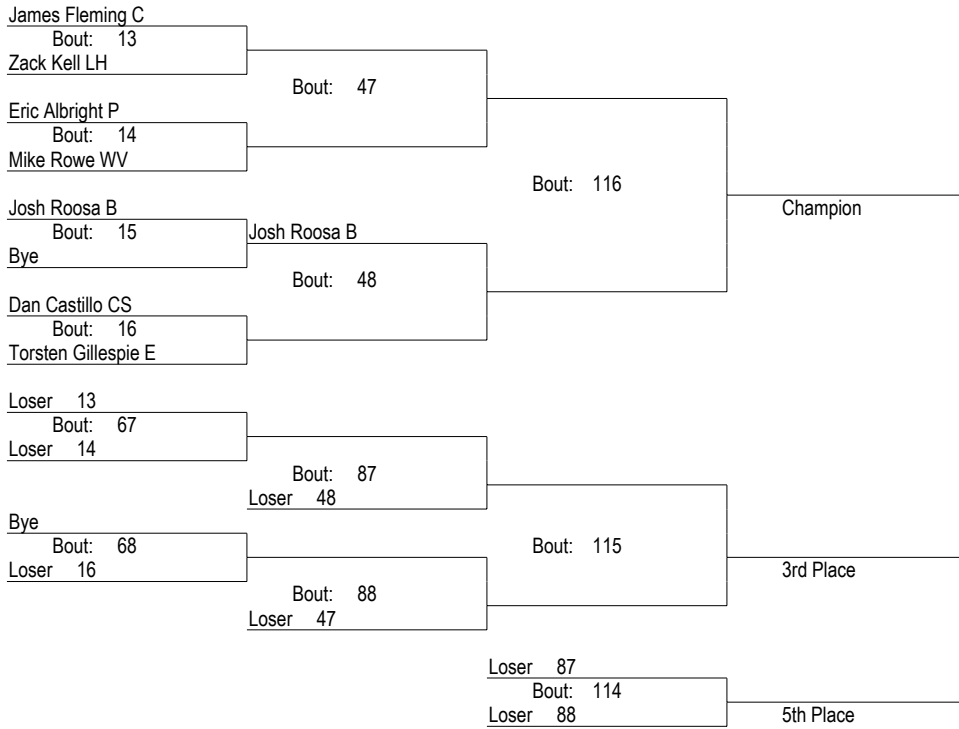 James Fleming C
Bout: 13
Zack Kell LH
Bout: 47
Eric Albright P
Bout: 14
Mike Rowe WV
Bout: 116
Champion
Josh Roosa B
Bout: 15
Bye
Josh Roosa B
Bout: 48
Dan Castillo CS
Bout: 16
Torsten Gillespie E
Loser 13
Bout: 67
Loser 14
Bout: 87
Loser 48
Bye
Bout: 68
Loser 16
Bout: 115
3rd Place
Bout: 88
Loser 47
Loser 87
Bout: 114
Loser 88
5th Place